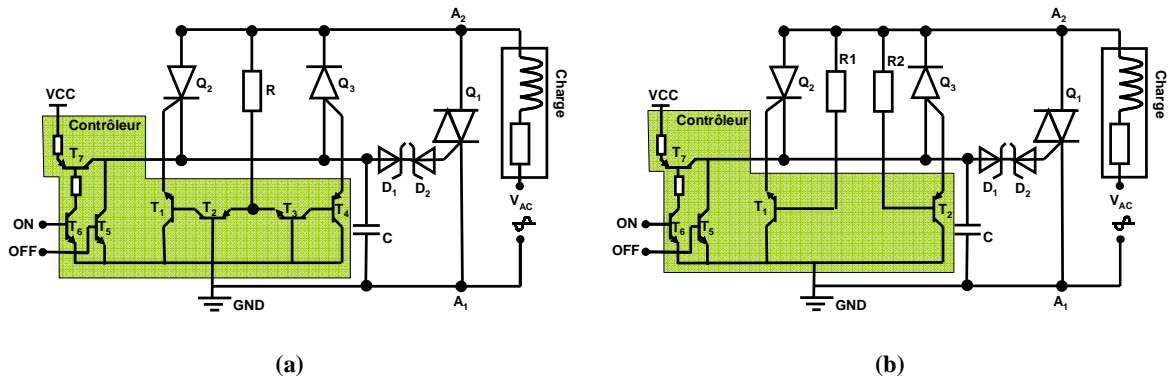 A2
Q2
R
Q3
Q1
Charge
VCC
Contrôleur
T7
D1 D2
VAC
ON
T1 T2 T3 T4
T6 T5
C
OFF
GND
A1
(a)
A2
R1 R2
Q2
Q3
Q1
Charge
VCC
Contrôleur
T7
D1 D2
VAC
ON
T1
T2
T6 T5
C
OFF
GND
A1
(b)